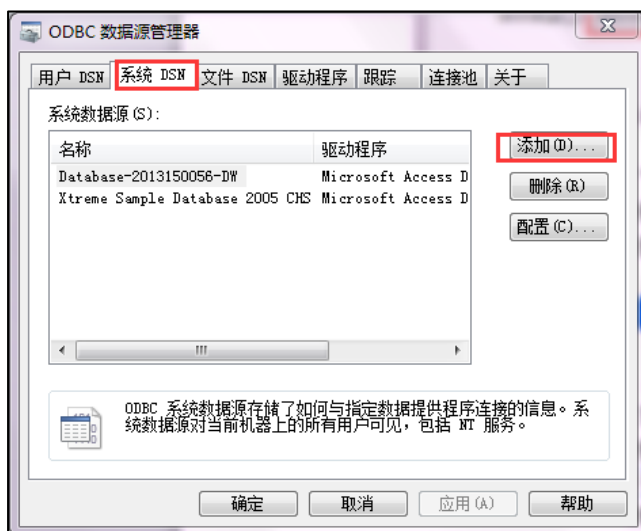 ODBC 数据源管理器
用户 DSN 系统 DSN 文件 DSN 驱动程序 跟踪 连接池 关于
系统数据源(S):
名称 驱动程序
Database-2013150056-DW Microsoft Access D
Xtreme Sample Database 2005 CHS Microsoft Access D
添加(D)...
删除(R)
配置(C)...
ODBC 系统数据源存储了如何与指定数据提供程序连接的信息。系
统数据源对当前机器上的所有用户可见，包括 NT 服务。
确定 取消 应用(A) 帮助